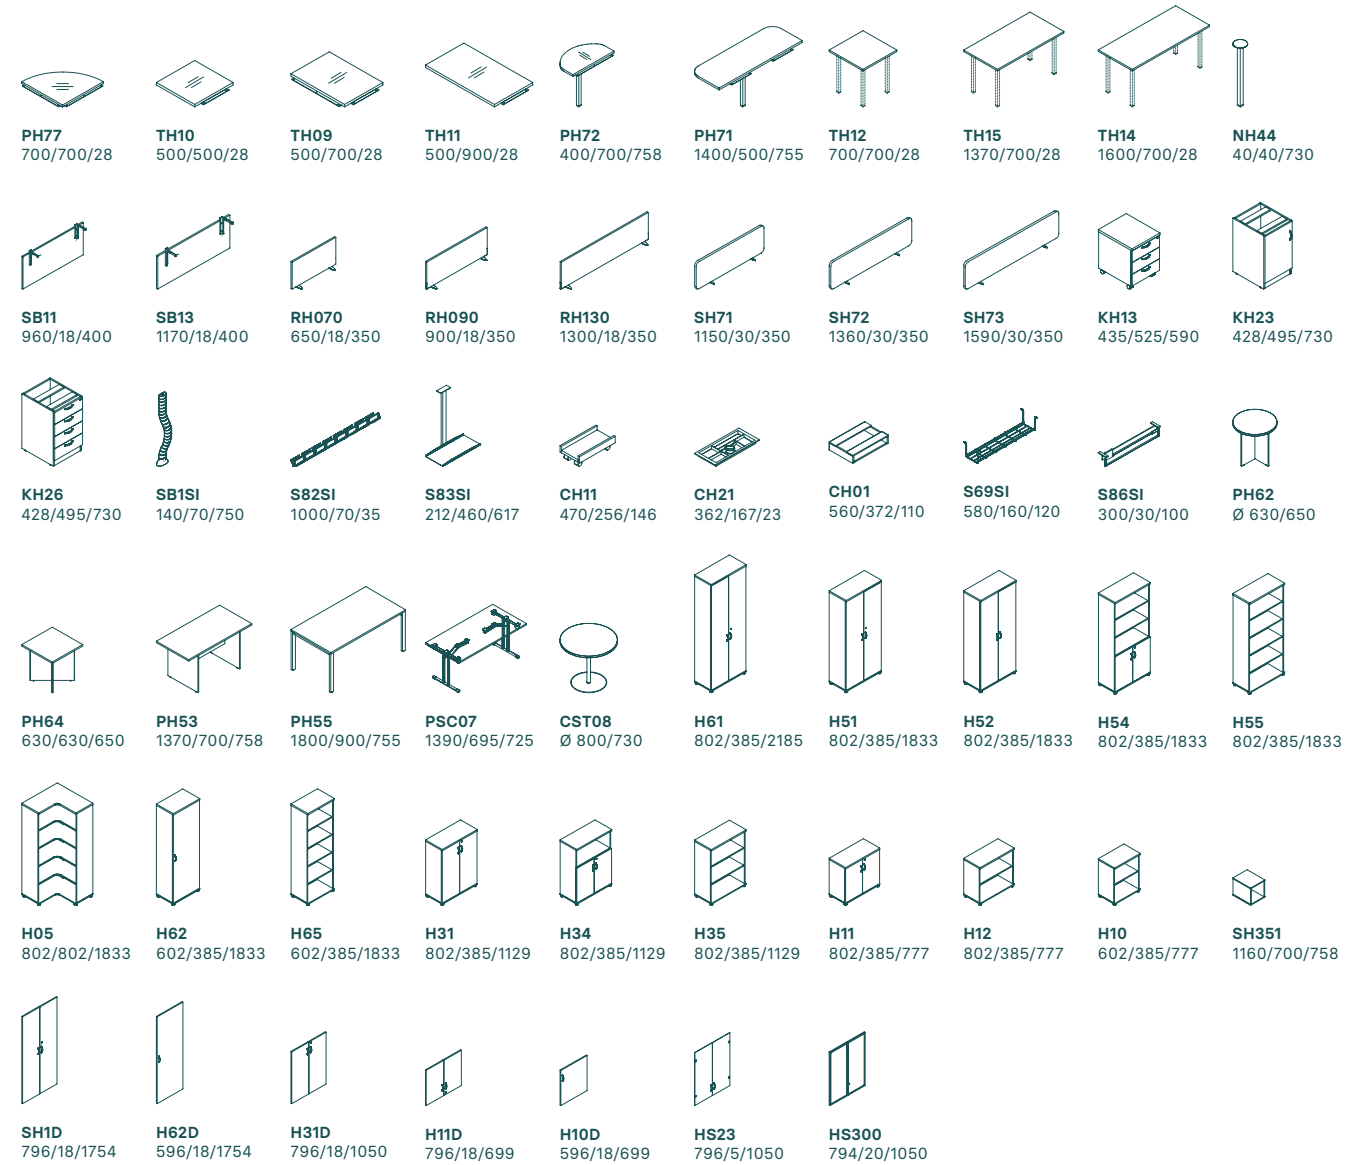 PH77 TH10 TH09 TH11 PH72 PH71 TH12 TH15 TH14 NH44
700/700/28 500/500/28 500/700/28 500/900/28 400/700/758 1400/500/755 700/700/28 1370/700/28 1600/700/28 40/40/730
SB11 SB13 RH070 RH090 RH130 SH71 SH72 SH73 KH13 KH23
960/18/400 1170/18/400 650/18/350 900/18/350 1300/18/350 1150/30/350 1360/30/350 1590/30/350 435/525/590 428/495/730
KH26 SB1SI S82SI S83SI CH11 CH21 CH01 S69SI S86SI PH62
428/495/730 140/70/750 1000/70/35 212/460/617 470/256/146 362/167/23 560/372/110 580/160/120 300/30/100 Ø 630/650
PH64 PH53 PH55 PSC07 CST08 H61 H51 H52 H54 H55
630/630/650 1370/700/758 1800/900/755 1390/695/725 Ø 800/730 802/385/2185 802/385/1833 802/385/1833 802/385/1833 802/385/1833
H05 H62 H65 H31 H34 H35 H11 H12 H10 SH351
802/802/1833 602/385/1833 602/385/1833 802/385/1129 802/385/1129 802/385/1129 802/385/777 802/385/777 602/385/777 1160/700/758
SH1D H62D H31D H11D H10D HS23 HS300
796/18/1754 596/18/1754 796/18/1050 796/18/699 596/18/699 796/5/1050 794/20/1050